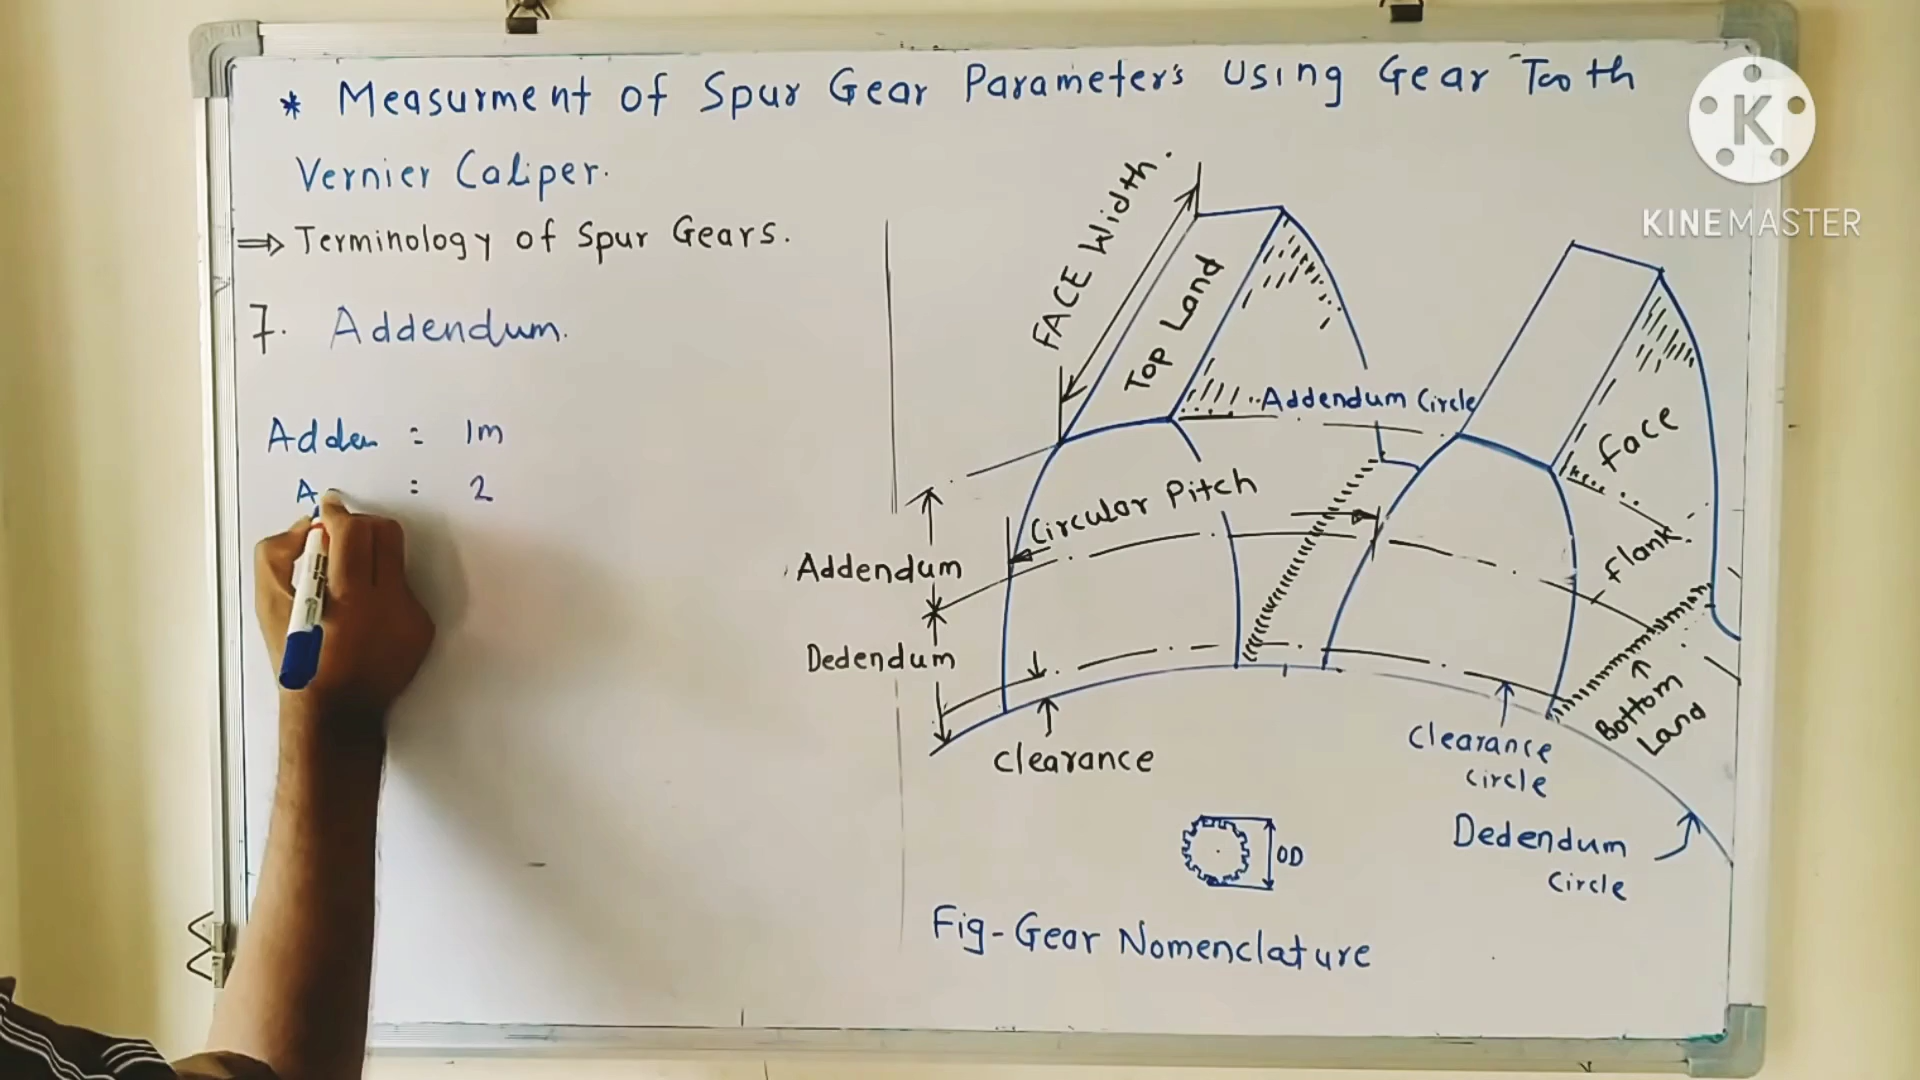 * Measurment of Spur Gear Parameter's Using Gear Tooth
Vernier Caliper.
⇒ Terminology of Spur Gears.
7. Addendum.
Adden : 1m
A : 2
FACE Width.
Top Land
Addendum Circle
Face
Circular Pitch
Flank
Addendum
Dedendum
Clearance
Bottom
Land
Clearance
Circle
OD
Dedendum
Circle
Fig-Gear Nomenclature
K
KINEMASTER